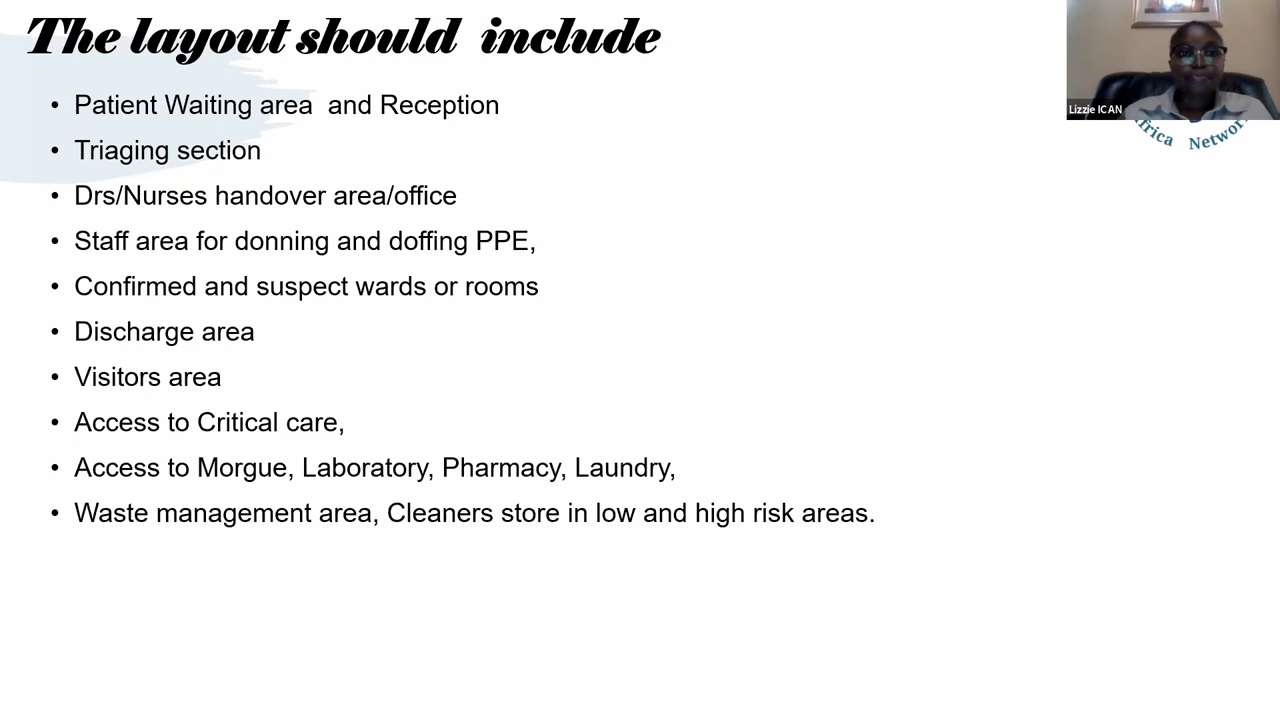 The layout should include
• Patient Waiting area and Reception
• Triaging section
• Drs/Nurses handover area/office
• Staff area for donning and doffing PPE,
• Confirmed and suspect wards or rooms
• Discharge area
• Visitors area
• Access to Critical care,
• Access to Morgue, Laboratory, Pharmacy, Laundry,
• Waste management area, Cleaners store in low and high risk areas.
Lizzie ICAN
frica Network